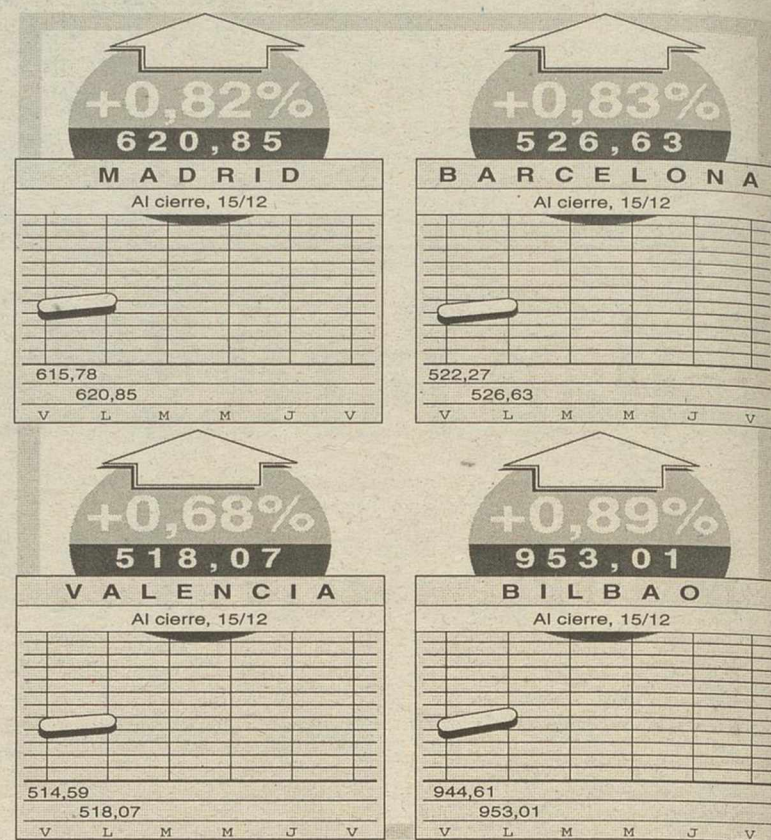 +0,82%
620,85
MADRID
Al cierre, 15/12
615,78
620,85
V L M M J V
+0,83%
526,63
BARCELONA
Al cierre, 15/12
522,27
526,63
V L M M J V
+0,68%
518,07
VALENCIA
Al cierre, 15/12
514,59
518,07
V L M M J V
+0,89%
953,01
BILBAO
Al cierre, 15/12
944,61
953,01
V L M M J V